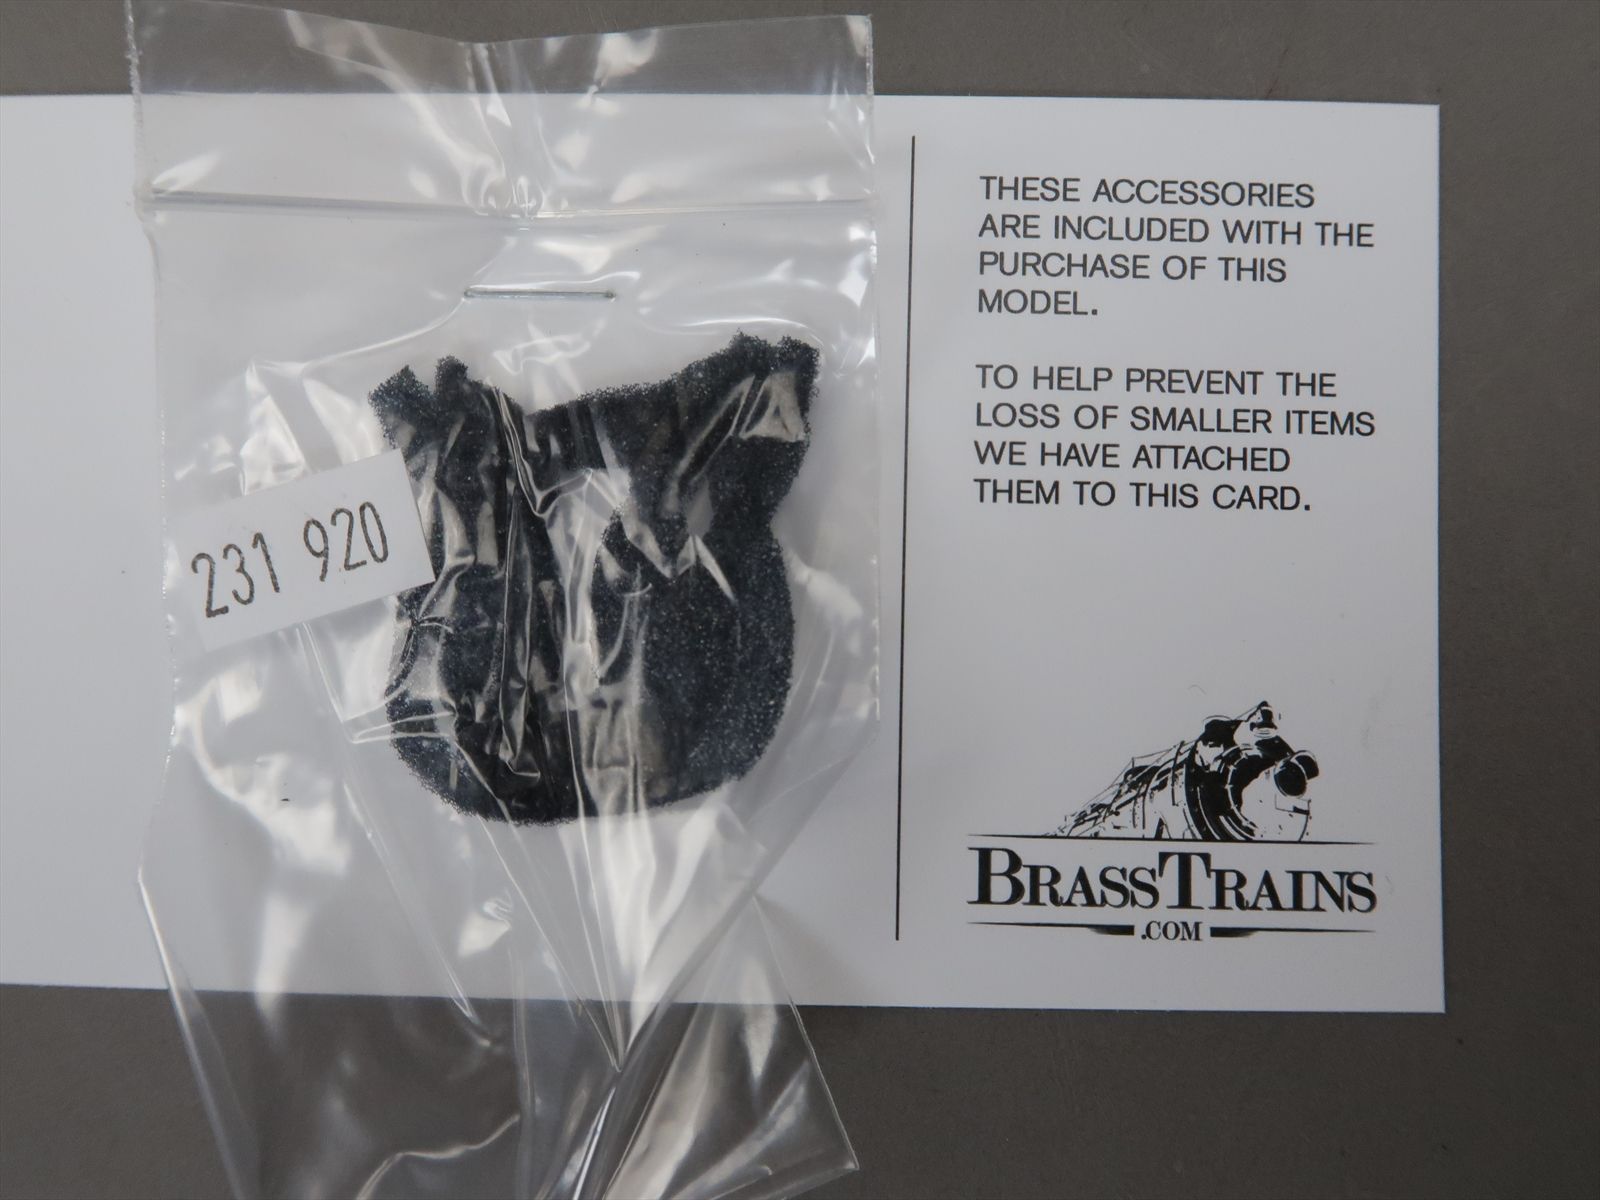 231 920
THESE ACCESSORIES
ARE INCLUDED WITH THE
PURCHASE OF THIS
MODEL.
TO HELP PREVENT THE
LOSS OF SMALLER ITEMS
WE HAVE ATTACHED
THEM TO THIS CARD.
BRASSTRAINS
.COM